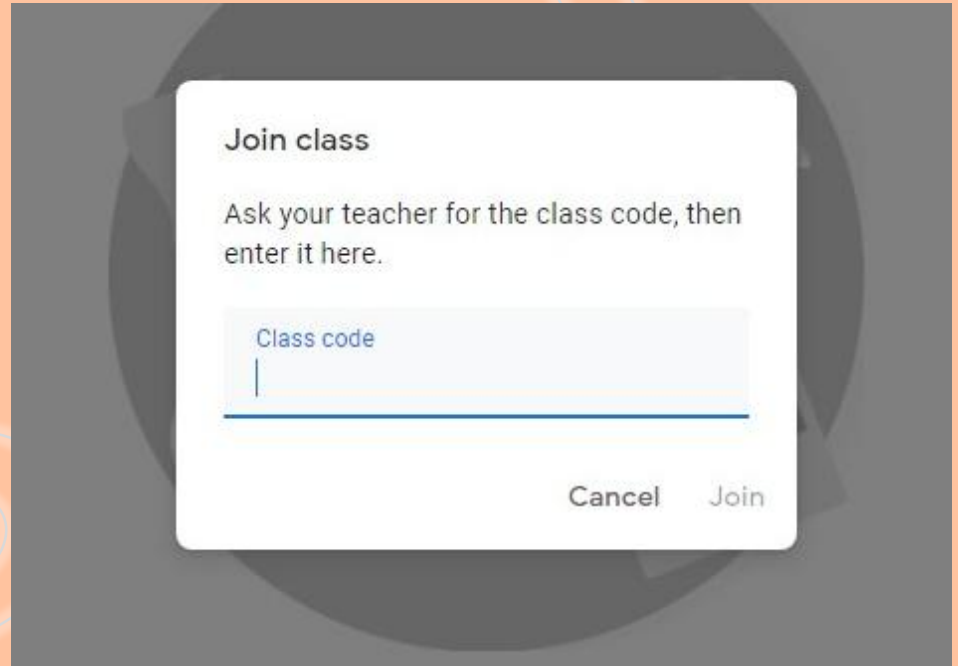 Join class
Ask your teacher for the class code, then
enter it here.
Class code
Cancel Join